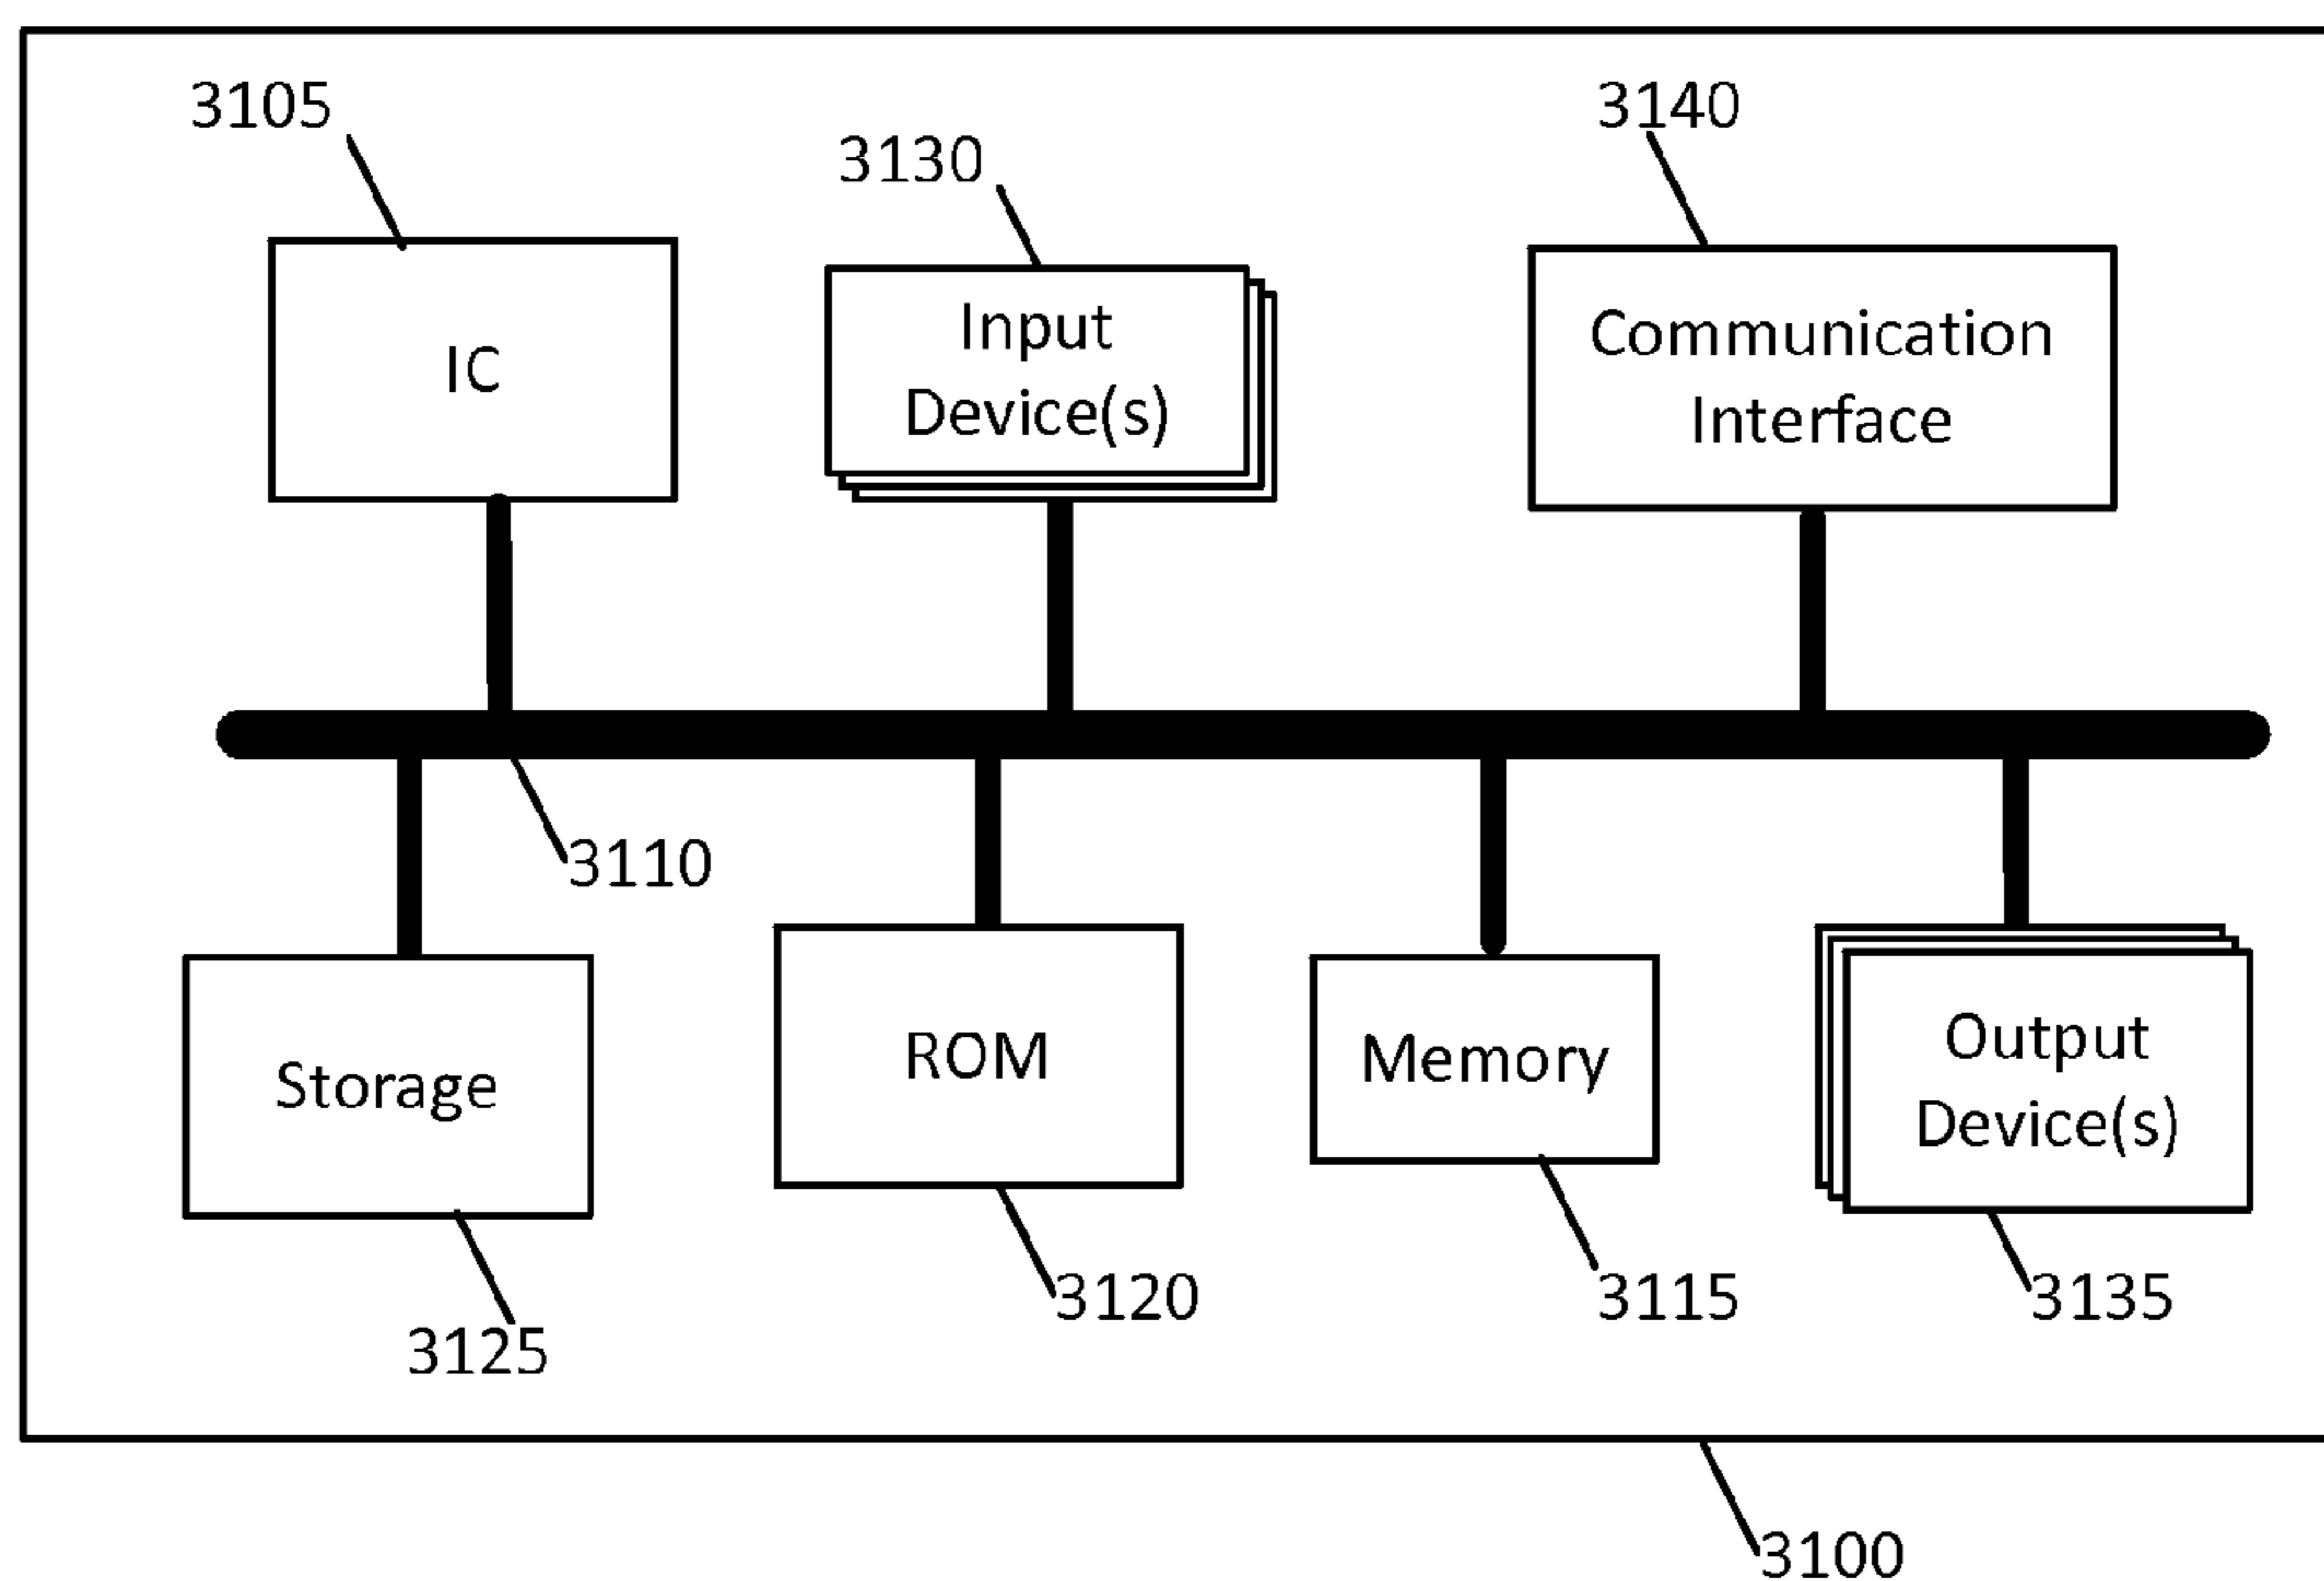 3105
3130
3140
IC
Input
Device(s)
Communication
Interface
3110
Storage
ROM
Memory
Output
Device(s)
3125
3120
3115
3135
3100